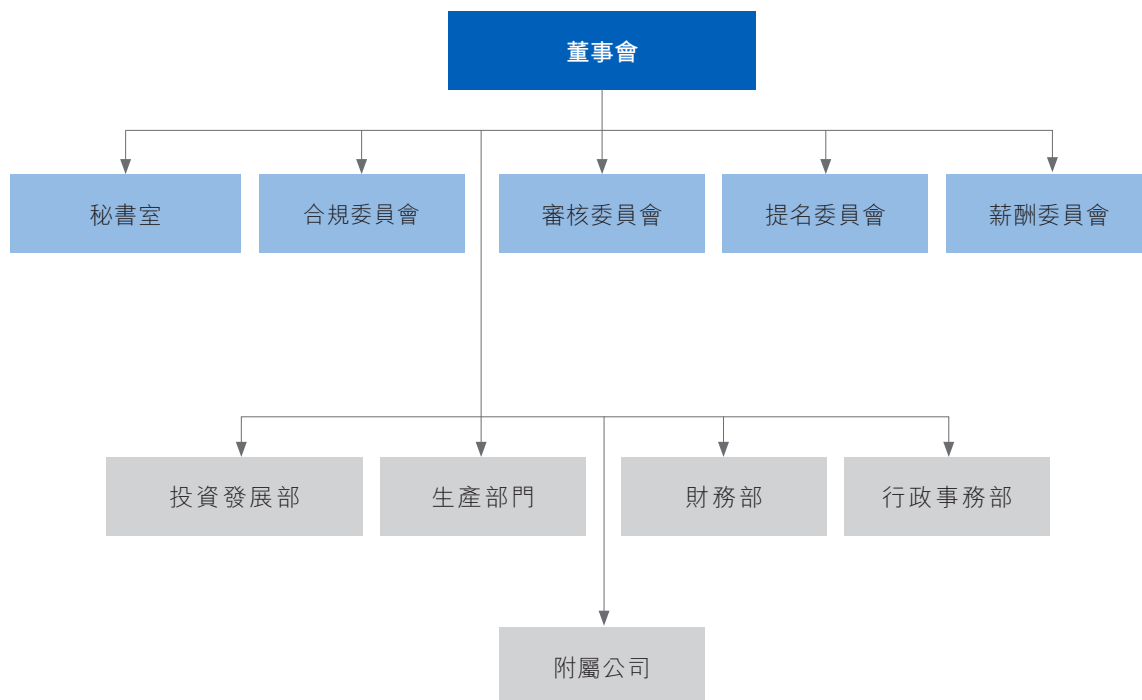 董事會
秘書室
合規委員會
審核委員會
提名委員會
薪酬委員會
投資發展部
生產部門
財務部
行政事務部
附屬公司